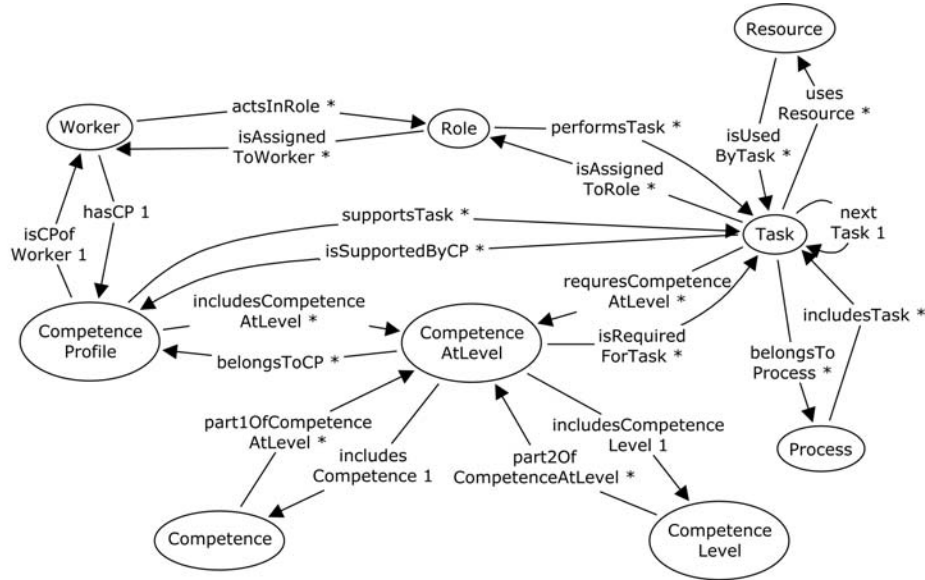 Resource
actsInRole *
Worker
Role
isAssigned
ToWorker *
performsTask *
isAssigned
ToRole *
uses
Resource *
isUsed
ByTask *
hasCP 1
isCPof
Worker 1
supportsTask *
isSupportedByCP *
Task
next
Task 1
Competence
Profile
includesCompetence
AtLevel *
belongsToCP *
Competence
AtLevel
requresCompetence
AtLevel *
isRequired
ForTask *
includesTask *
belongsTo
Process *
part1OfCompetence
AtLevel *
includes
Competence 1
includesCompetence
Level 1
part2Of
CompetenceAtLevel *
Process
Competence
Competence
Level